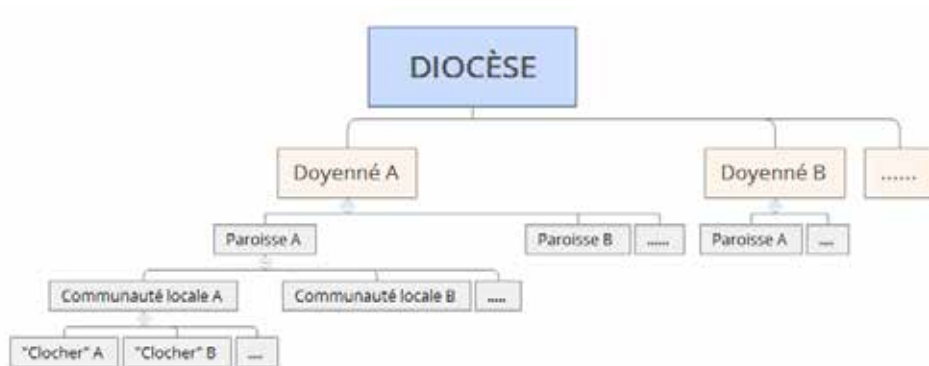 DIOCÈSE
Doyenné A
Doyenné B
......
Paroisse A
Paroisse B
......
Paroisse A
....
Communauté locale A
Communauté locale B
.....
"Clocher" A
"Clocher" B
....